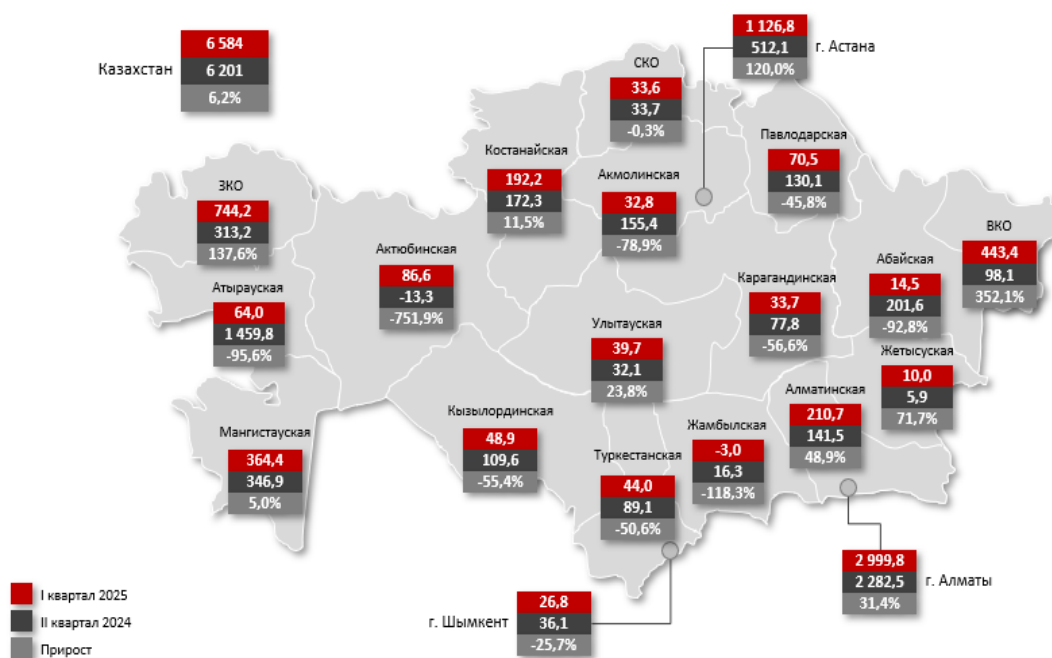 6 584
Казахстан
6 201
6,2%
1 126,8
512,1
120,0%
г. Астана
СКО
33,6
33,7
-0,3%
Павлодарская
70,5
130,1
-45,8%
Костанайская
192,2
172,3
11,5%
Акмолинская
32,8
155,4
-78,9%
ЗКО
744,2
313,2
137,6%
ВКО
443,4
98,1
352,1%
Актюбинская
86,6
-13,3
-751,9%
Абайская
14,5
201,6
-92,8%
Атырауская
64,0
1 459,8
-95,6%
Карагандинская
33,7
77,8
-56,6%
Улытауская
39,7
32,1
23,8%
Жетысуская
10,0
5,9
71,7%
Алматинская
210,7
141,5
48,9%
Кызылординская
48,9
109,6
-55,4%
Жамбылская
-3,0
16,3
-118,3%
Мангистауская
364,4
346,9
5,0%
Туркестанская
44,0
89,1
-50,6%
2 999,8
2 282,5
31,4%
г. Алматы
26,8
36,1
-25,7%
г. Шымкент
I квартал 2025
II квартал 2024
Прирост